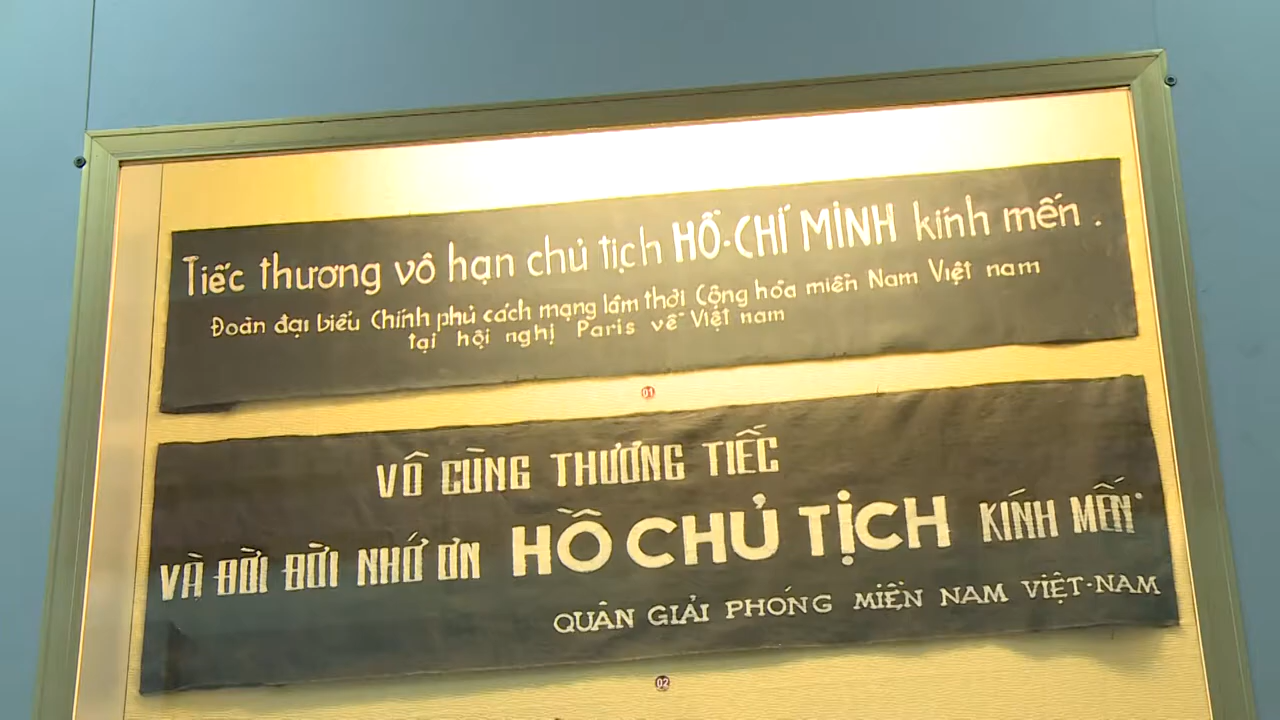 Tiếc thương vô hạn chủ tịch HỒ-CHÍ MINH kính mến .
Đoàn đại biểu Chính phủ cách mạng lâm thời Cộng hòa miền Nam Việt nam
tại hội nghị Paris về Việt nam
01
VÔ CÙNG THƯƠNG TIẾC
VÀ ĐỜI ĐỜI NHỚ ƠN HỒ CHỦ TỊCH KÍNH MẾN
QUÂN GIẢI PHÓNG MIỀN NAM VIỆT-NAM
02